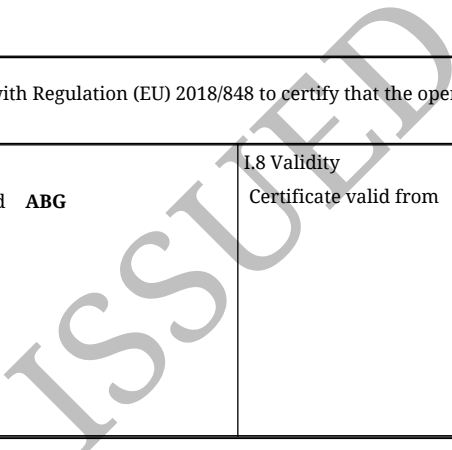 with Regulation (EU) 2018/848 to certify that the oper
I.8 Validity
ABG
Certificate valid from
ISSUED